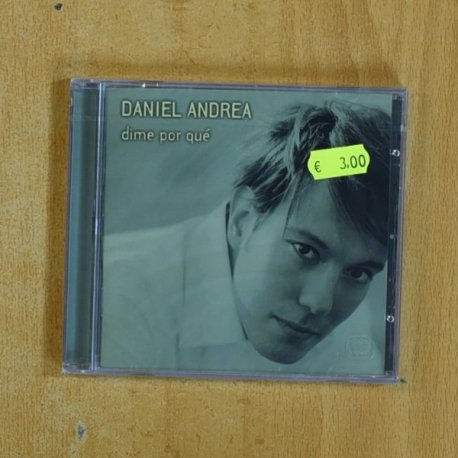 DANIEL ANDREA
dime por qué
€ 3,00